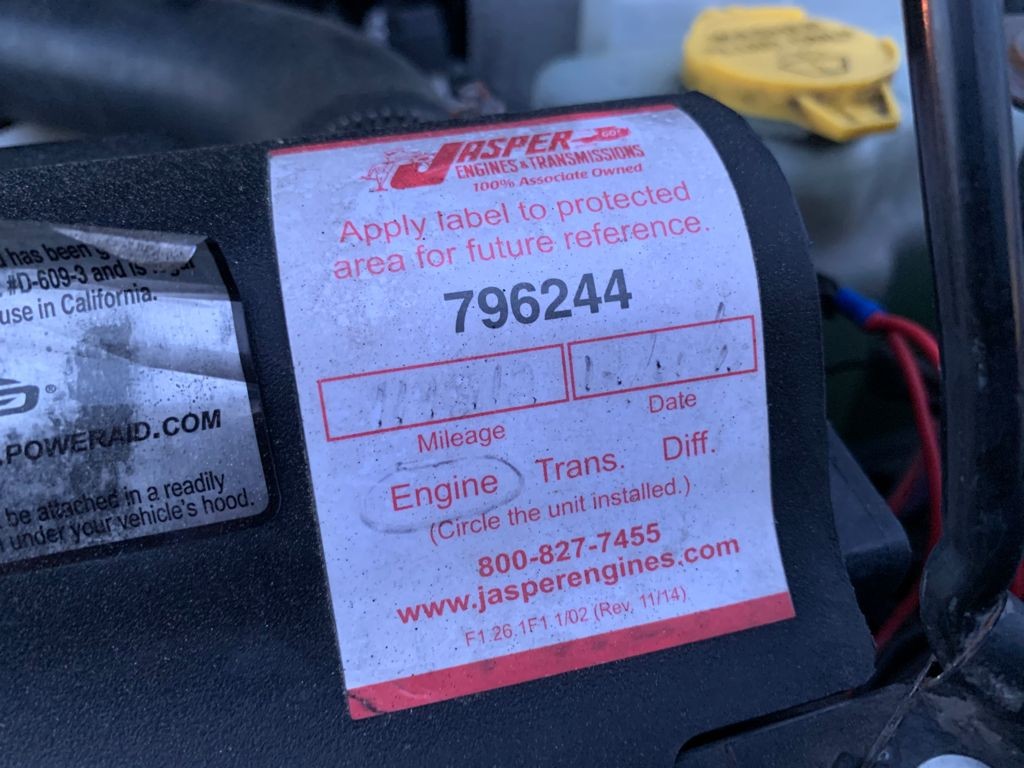 has been
#D-609-3 and is
use in California.
®
POWERAID.COM
be attached in a readily
under your vehicle's hood.
JASPER
GO!
ENGINES & TRANSMISSIONS
100% Associate Owned
Apply label to protected
area for future reference.
796244
Mileage
Date
Engine Trans. Diff.
(Circle the unit installed.)
800-827-7455
www.jasperengines.com
F1.26.1F1.1/02 (Rev. 11/14)